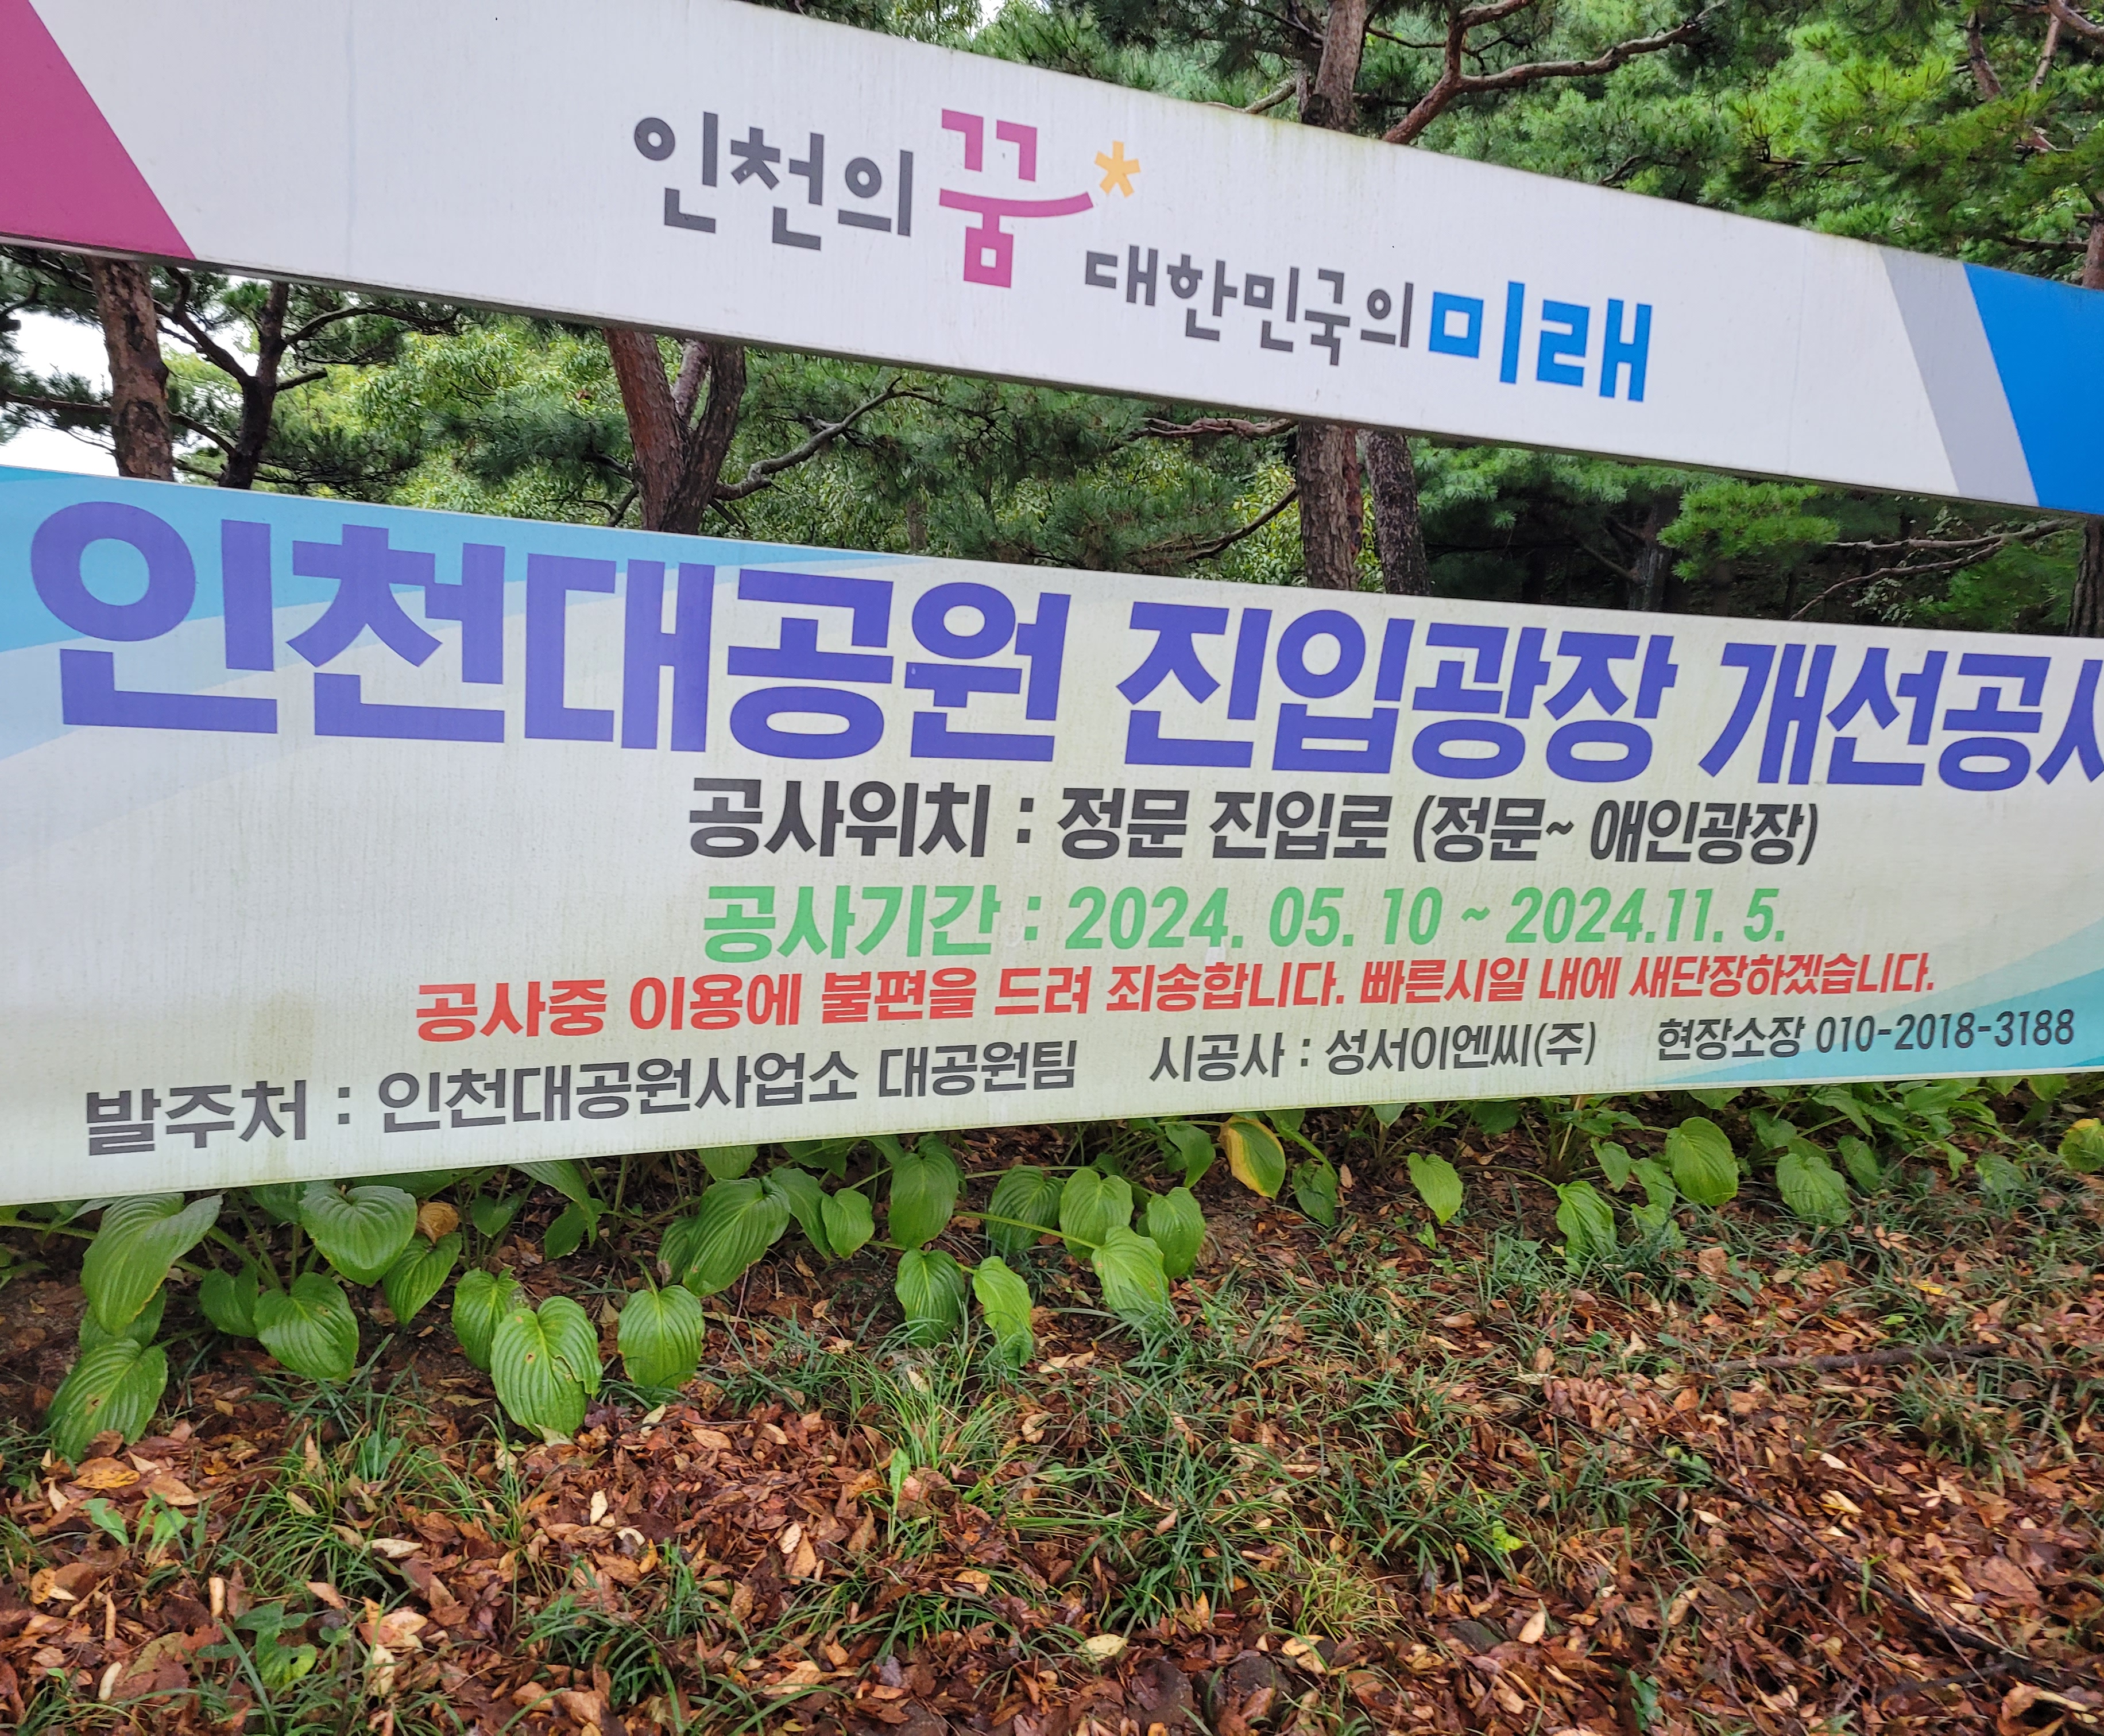 인천의 꿈
대한민국의 미래
인천대공원 진입광장 개선공사
공사위치 : 정문 진입로 (정문~ 애인광장)
공사기간 : 2024. 05. 10 ~ 2024.11. 5.
공사중 이용에 불편을 드려 죄송합니다. 빠른시일 내에 새단장하겠습니다.
발주처 : 인천대공원사업소 대공원팀 시공사 : 성서이엔씨(주) 현장소장 010-2018-3188